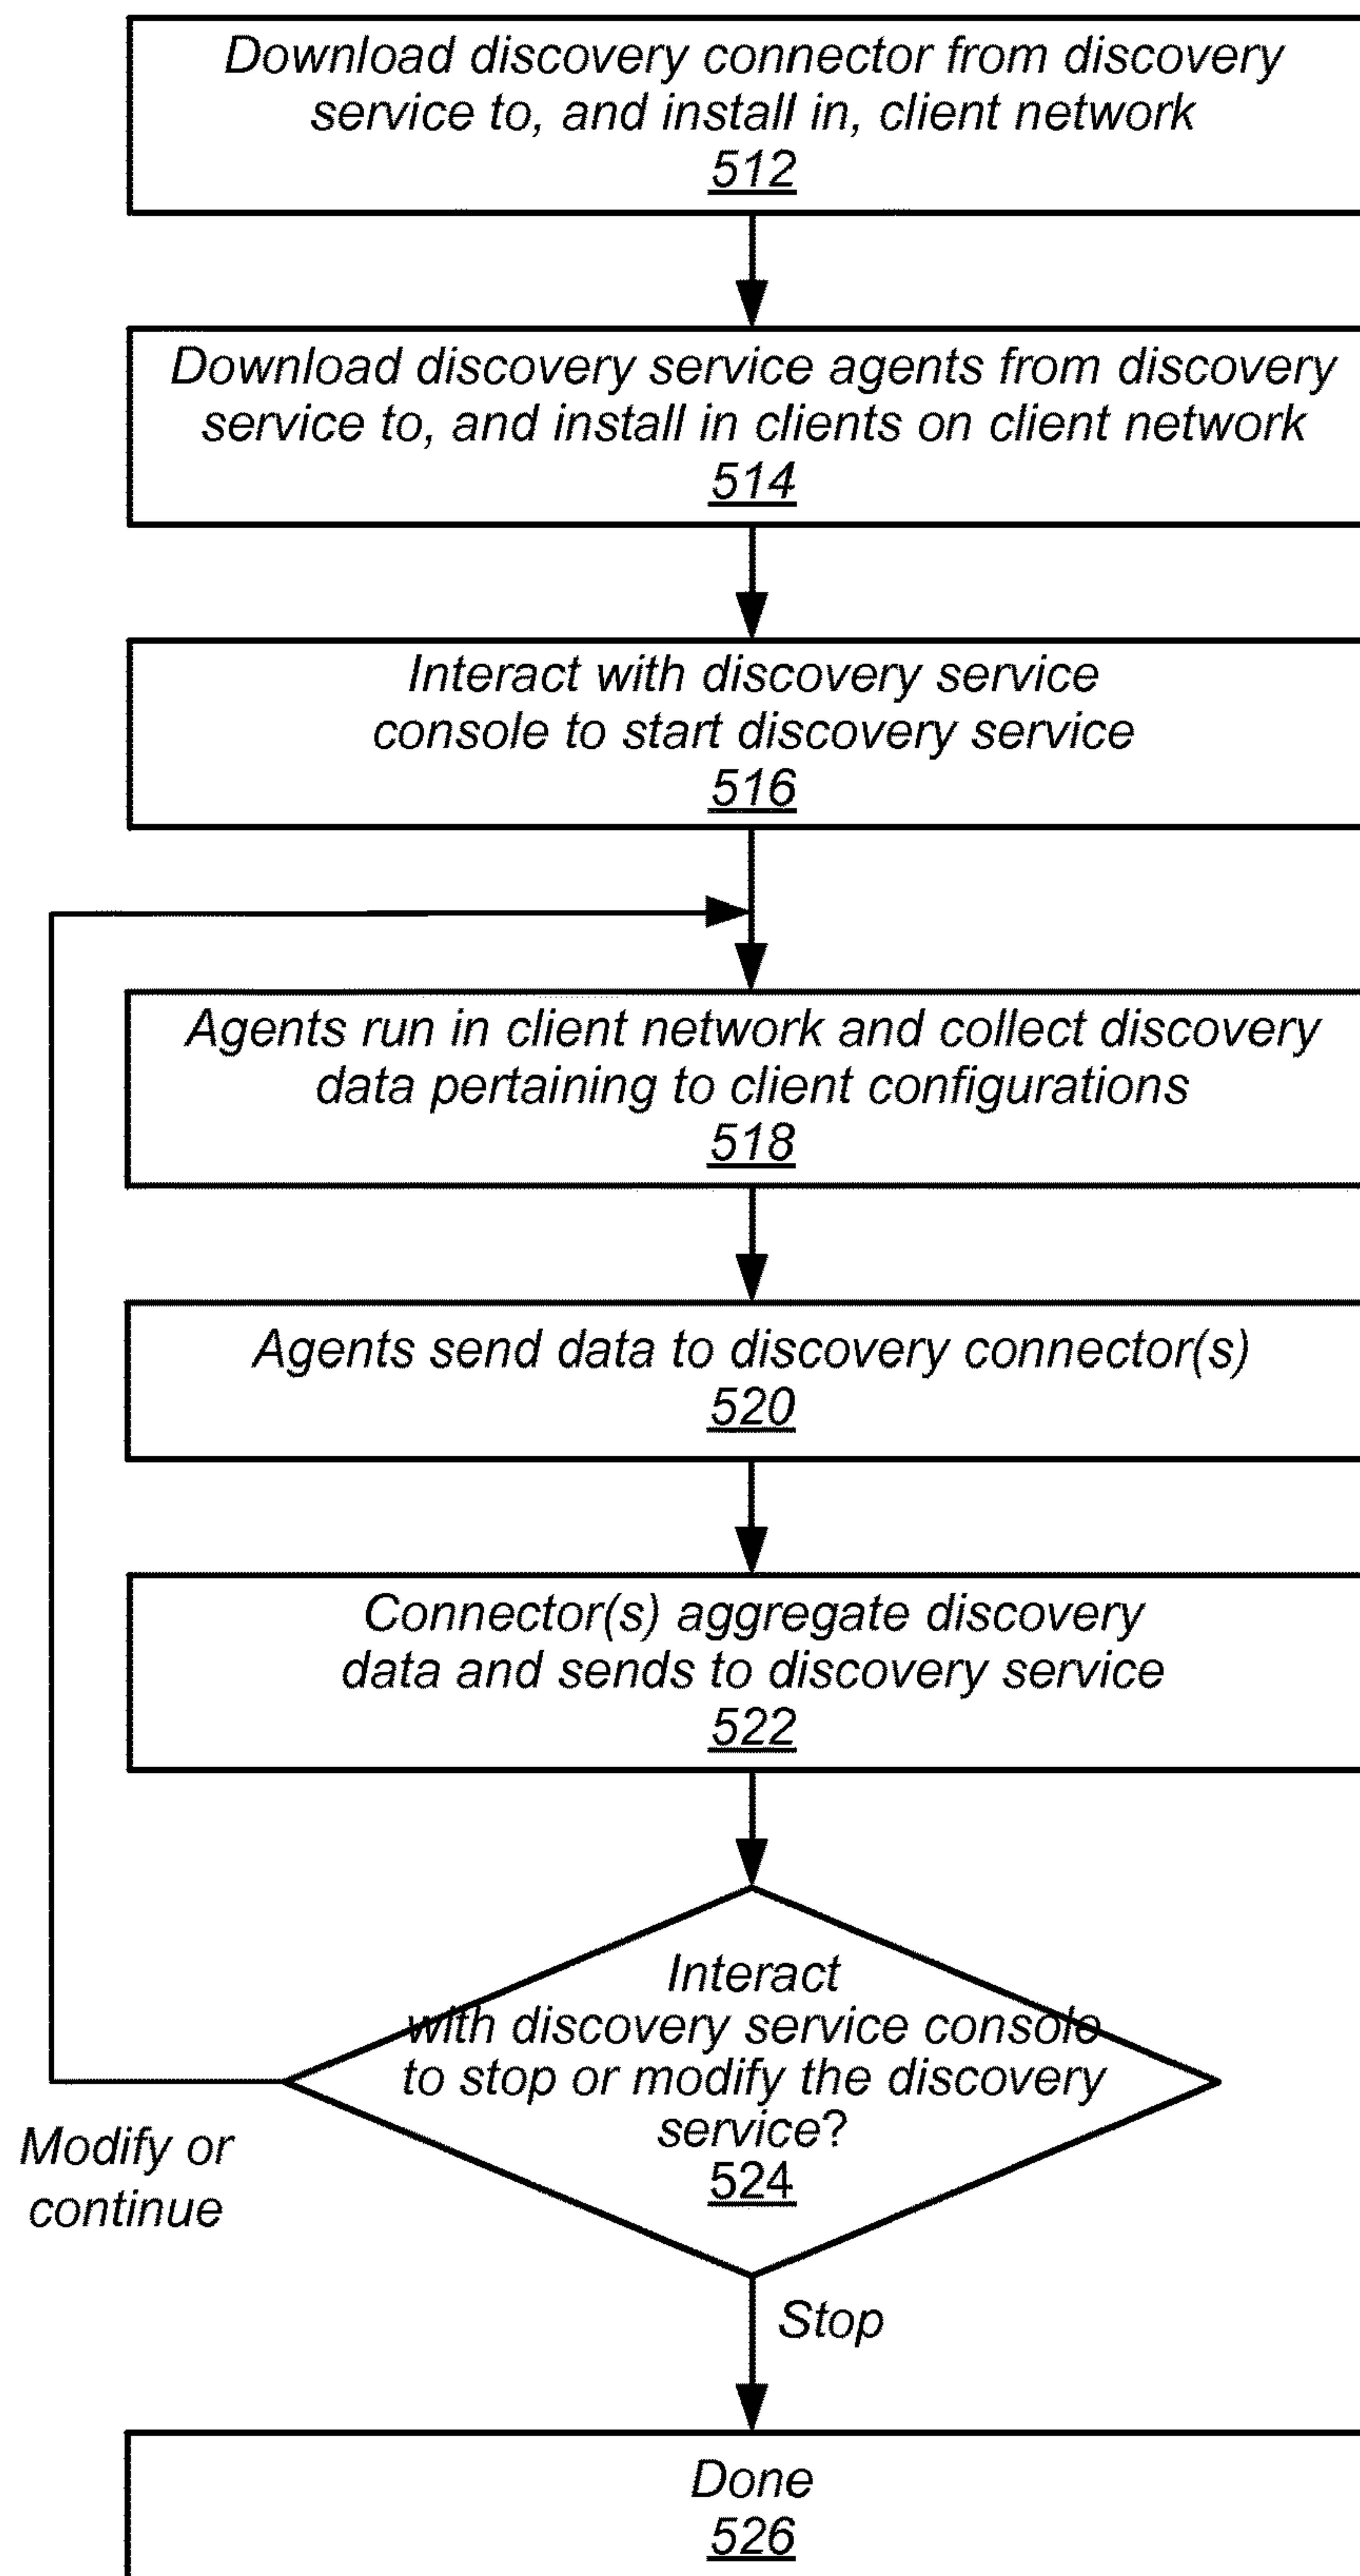 Download discovery connector from discovery
service to, and install in, client network
512
Download discovery service agents from discovery
service to, and install in clients on client network
514
Interact with discovery service
console to start discovery service
516
Agents run in client network and collect discovery
data pertaining to client configurations
518
Agents send data to discovery connector(s)
520
Connector(s) aggregate discovery
data and sends to discovery service
522
Interact
with discovery service console
to stop or modify the discovery
service?
524
Modify or
continue
Stop
Done
526